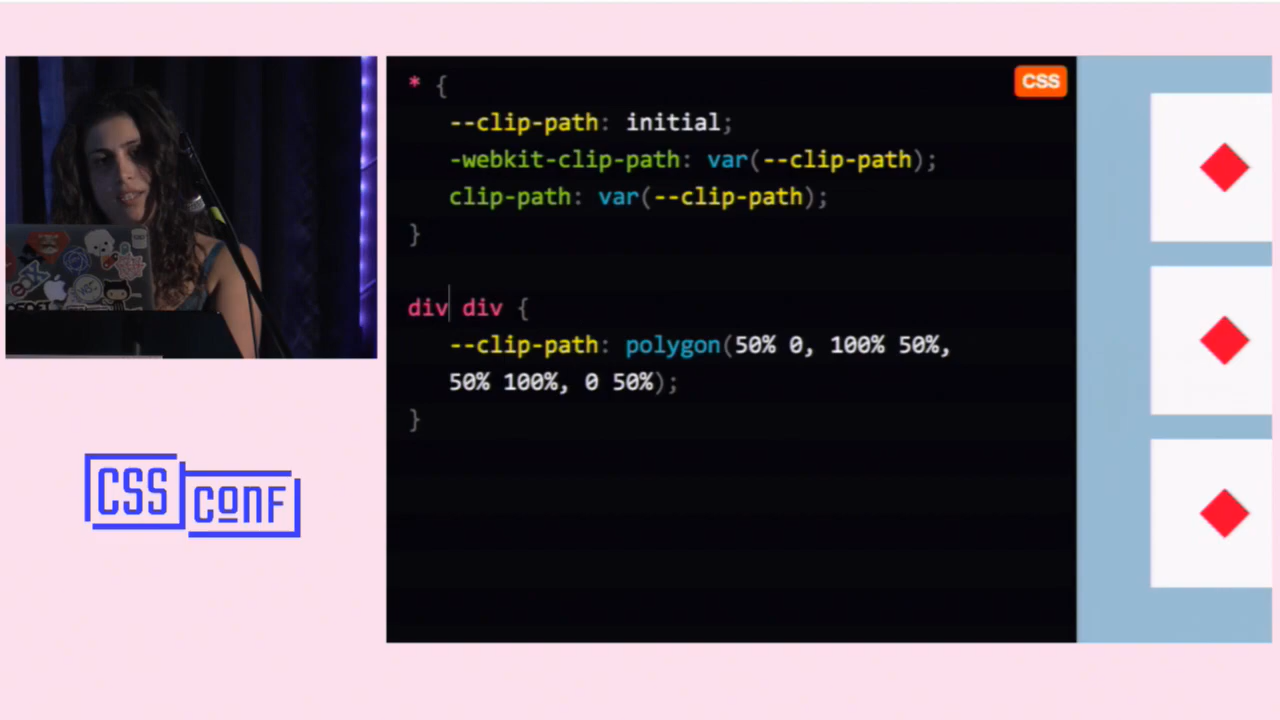 * {
--clip-path: initial;
-webkit-clip-path: var(--clip-path);
clip-path: var(--clip-path);
}
div div {
--clip-path: polygon(50% 0, 100% 50%,
50% 100%, 0 50%);
}
CSS
CSS
conf